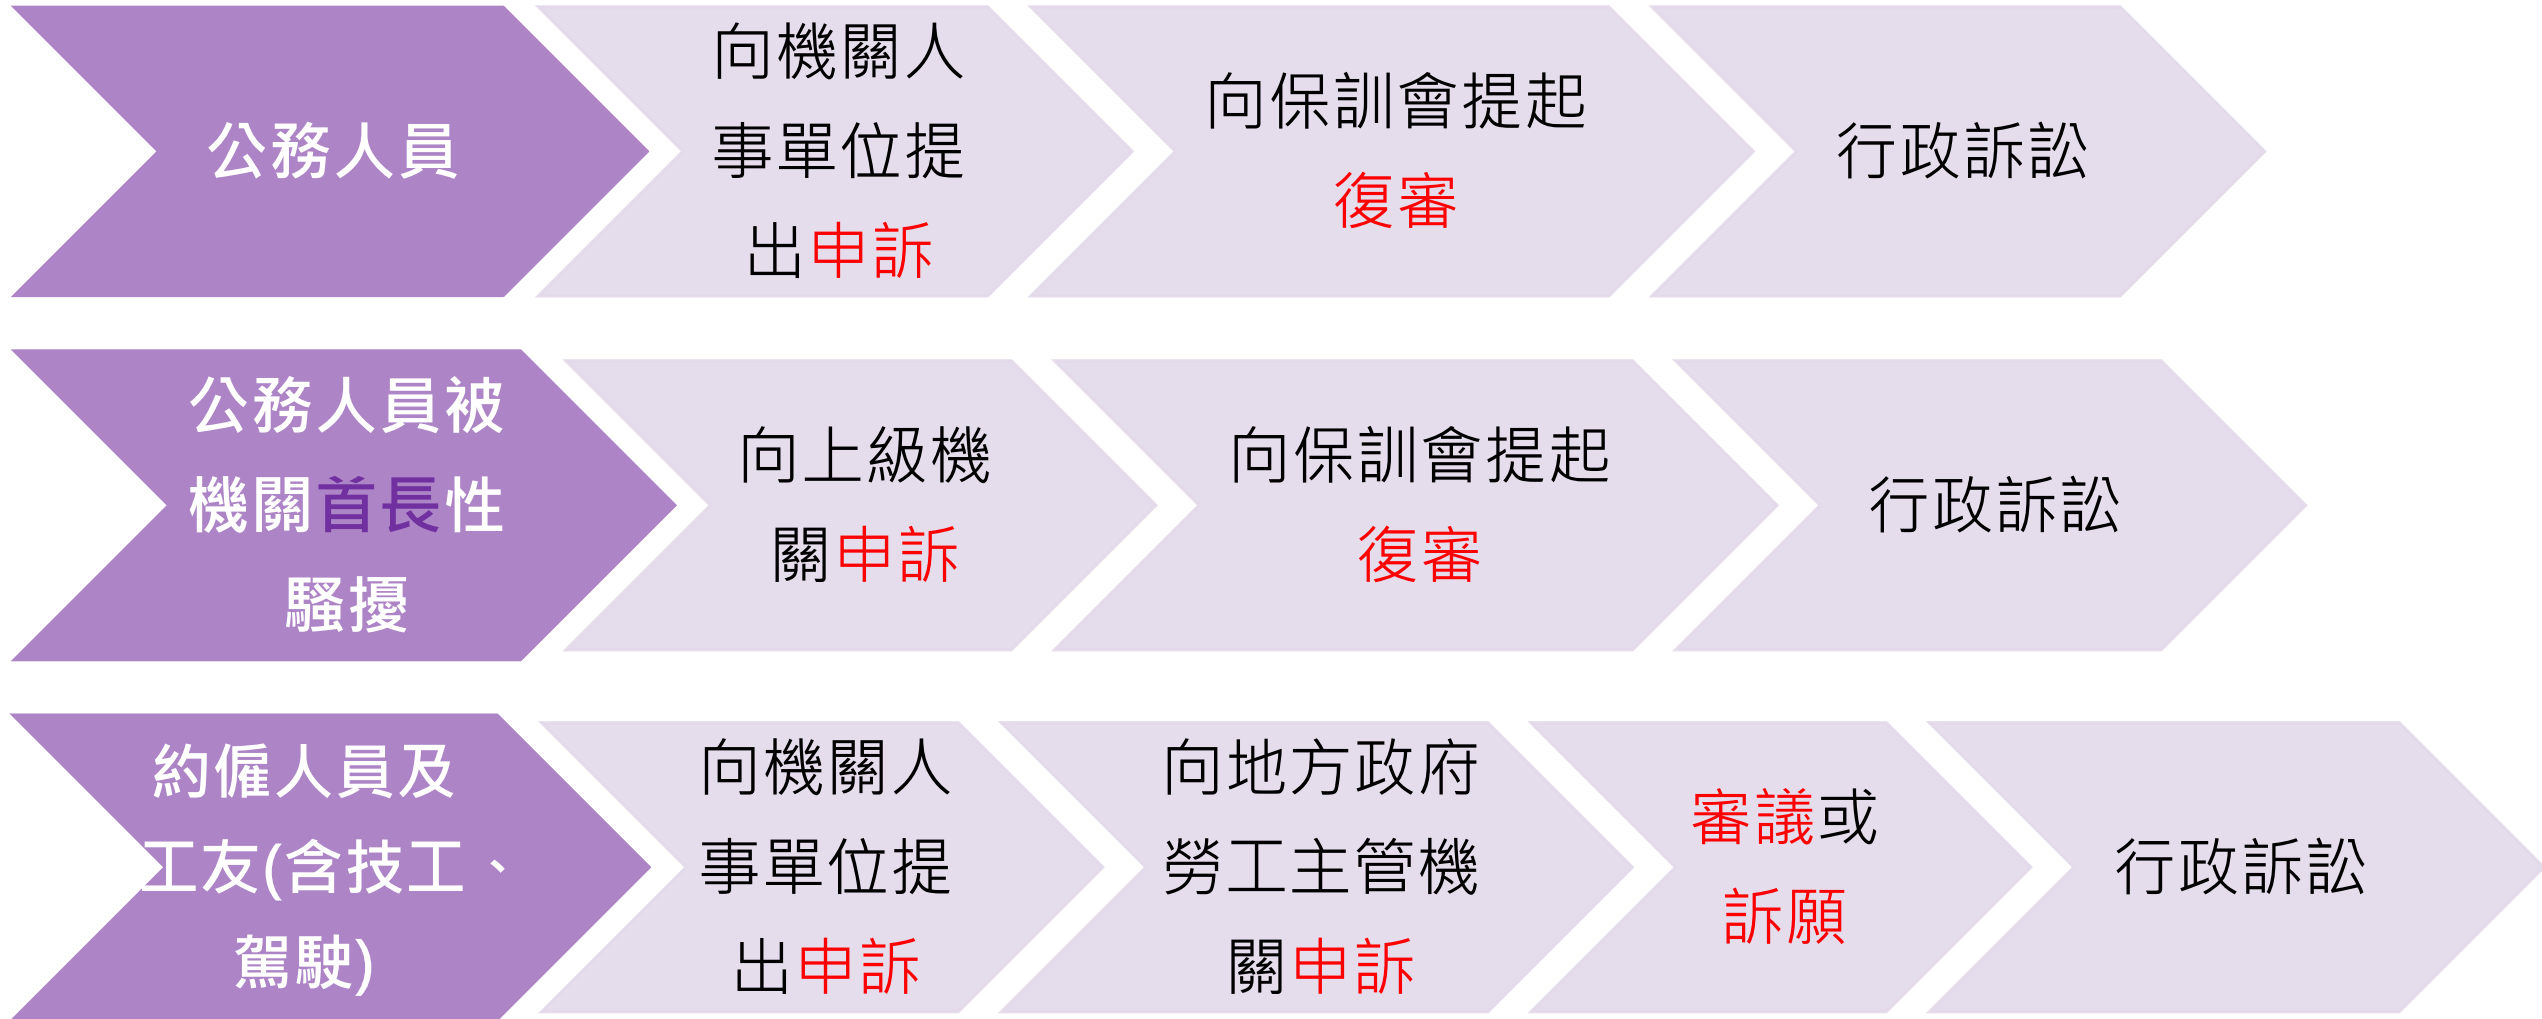 公務人員
向機關人
事單位提
出申訴
向保訓會提起
復審
行政訴訟
公務人員被
機關首長性
騷擾
向上級機
關申訴
向保訓會提起
復審
行政訴訟
約僱人員及
工友(含技工、
駕駛)
向機關人
事單位提
出申訴
向地方政府
勞工主管機
關申訴
審議或
訴願
行政訴訟